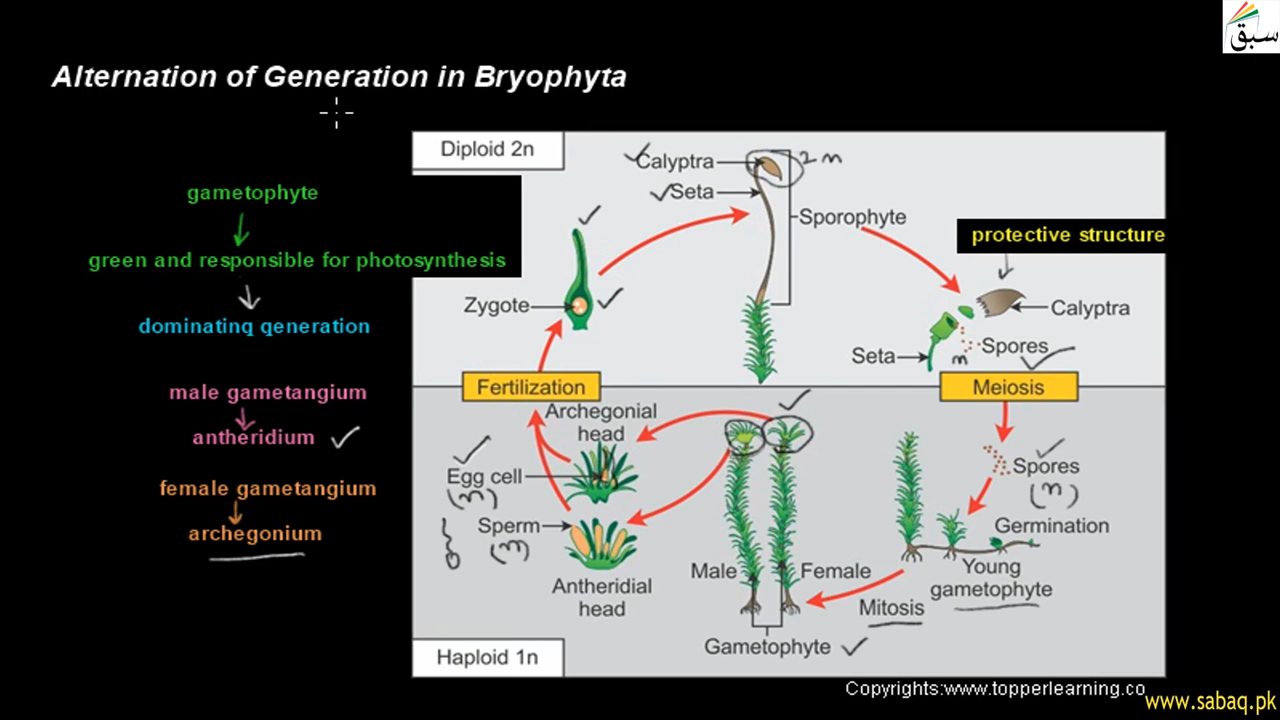 سبق
Alternation of Generation in Bryophyta
gametophyte
green and responsible for photosynthesis
dominating generation
male gametangium
antheridium
female gametangium
archegonium
Diploid 2n
Calyptra
2n
Seta
Sporophyte
protective structure
Zygote
Calyptra
Seta
n
Spores
Fertilization
Meiosis
Archegonial
head
Egg cell
(n)
Sperm
(n)
Antheridial
head
Male
Female
Gametophyte
Spores
(n)
Germination
Young
gametophyte
Mitosis
Haploid 1n
Copyrights:www.topperlearning.co
www.sabaq.pk